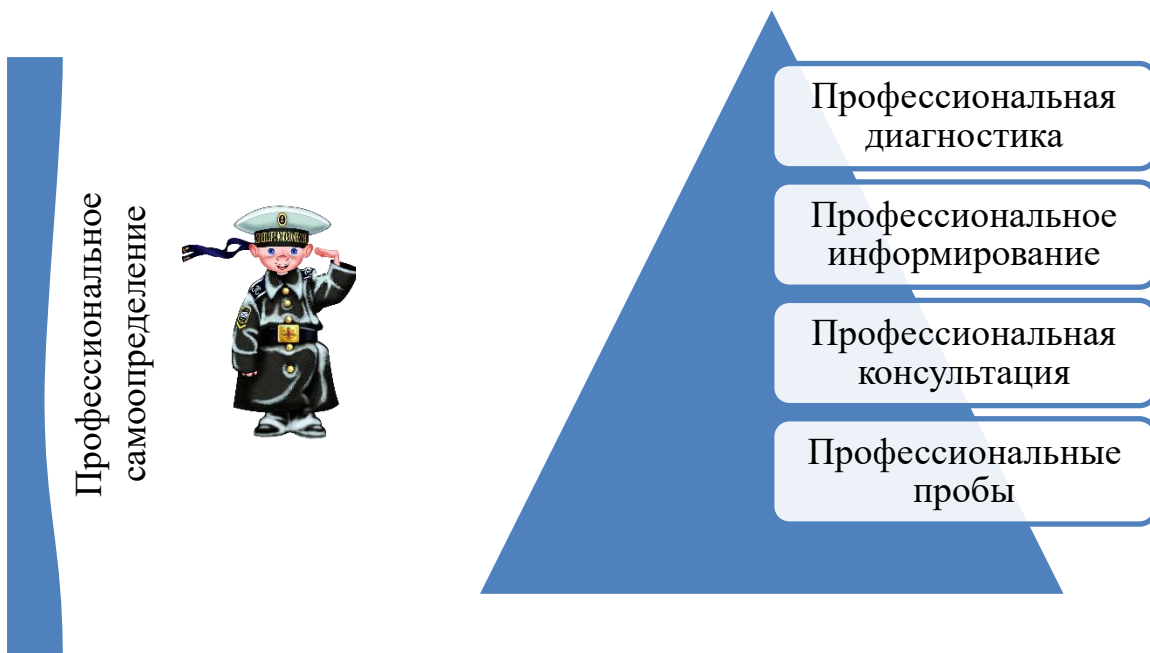 Профессиональное
самоопределение
Профессиональная
диагностика
Профессиональное
информирование
Профессиональная
консультация
Профессиональные
пробы